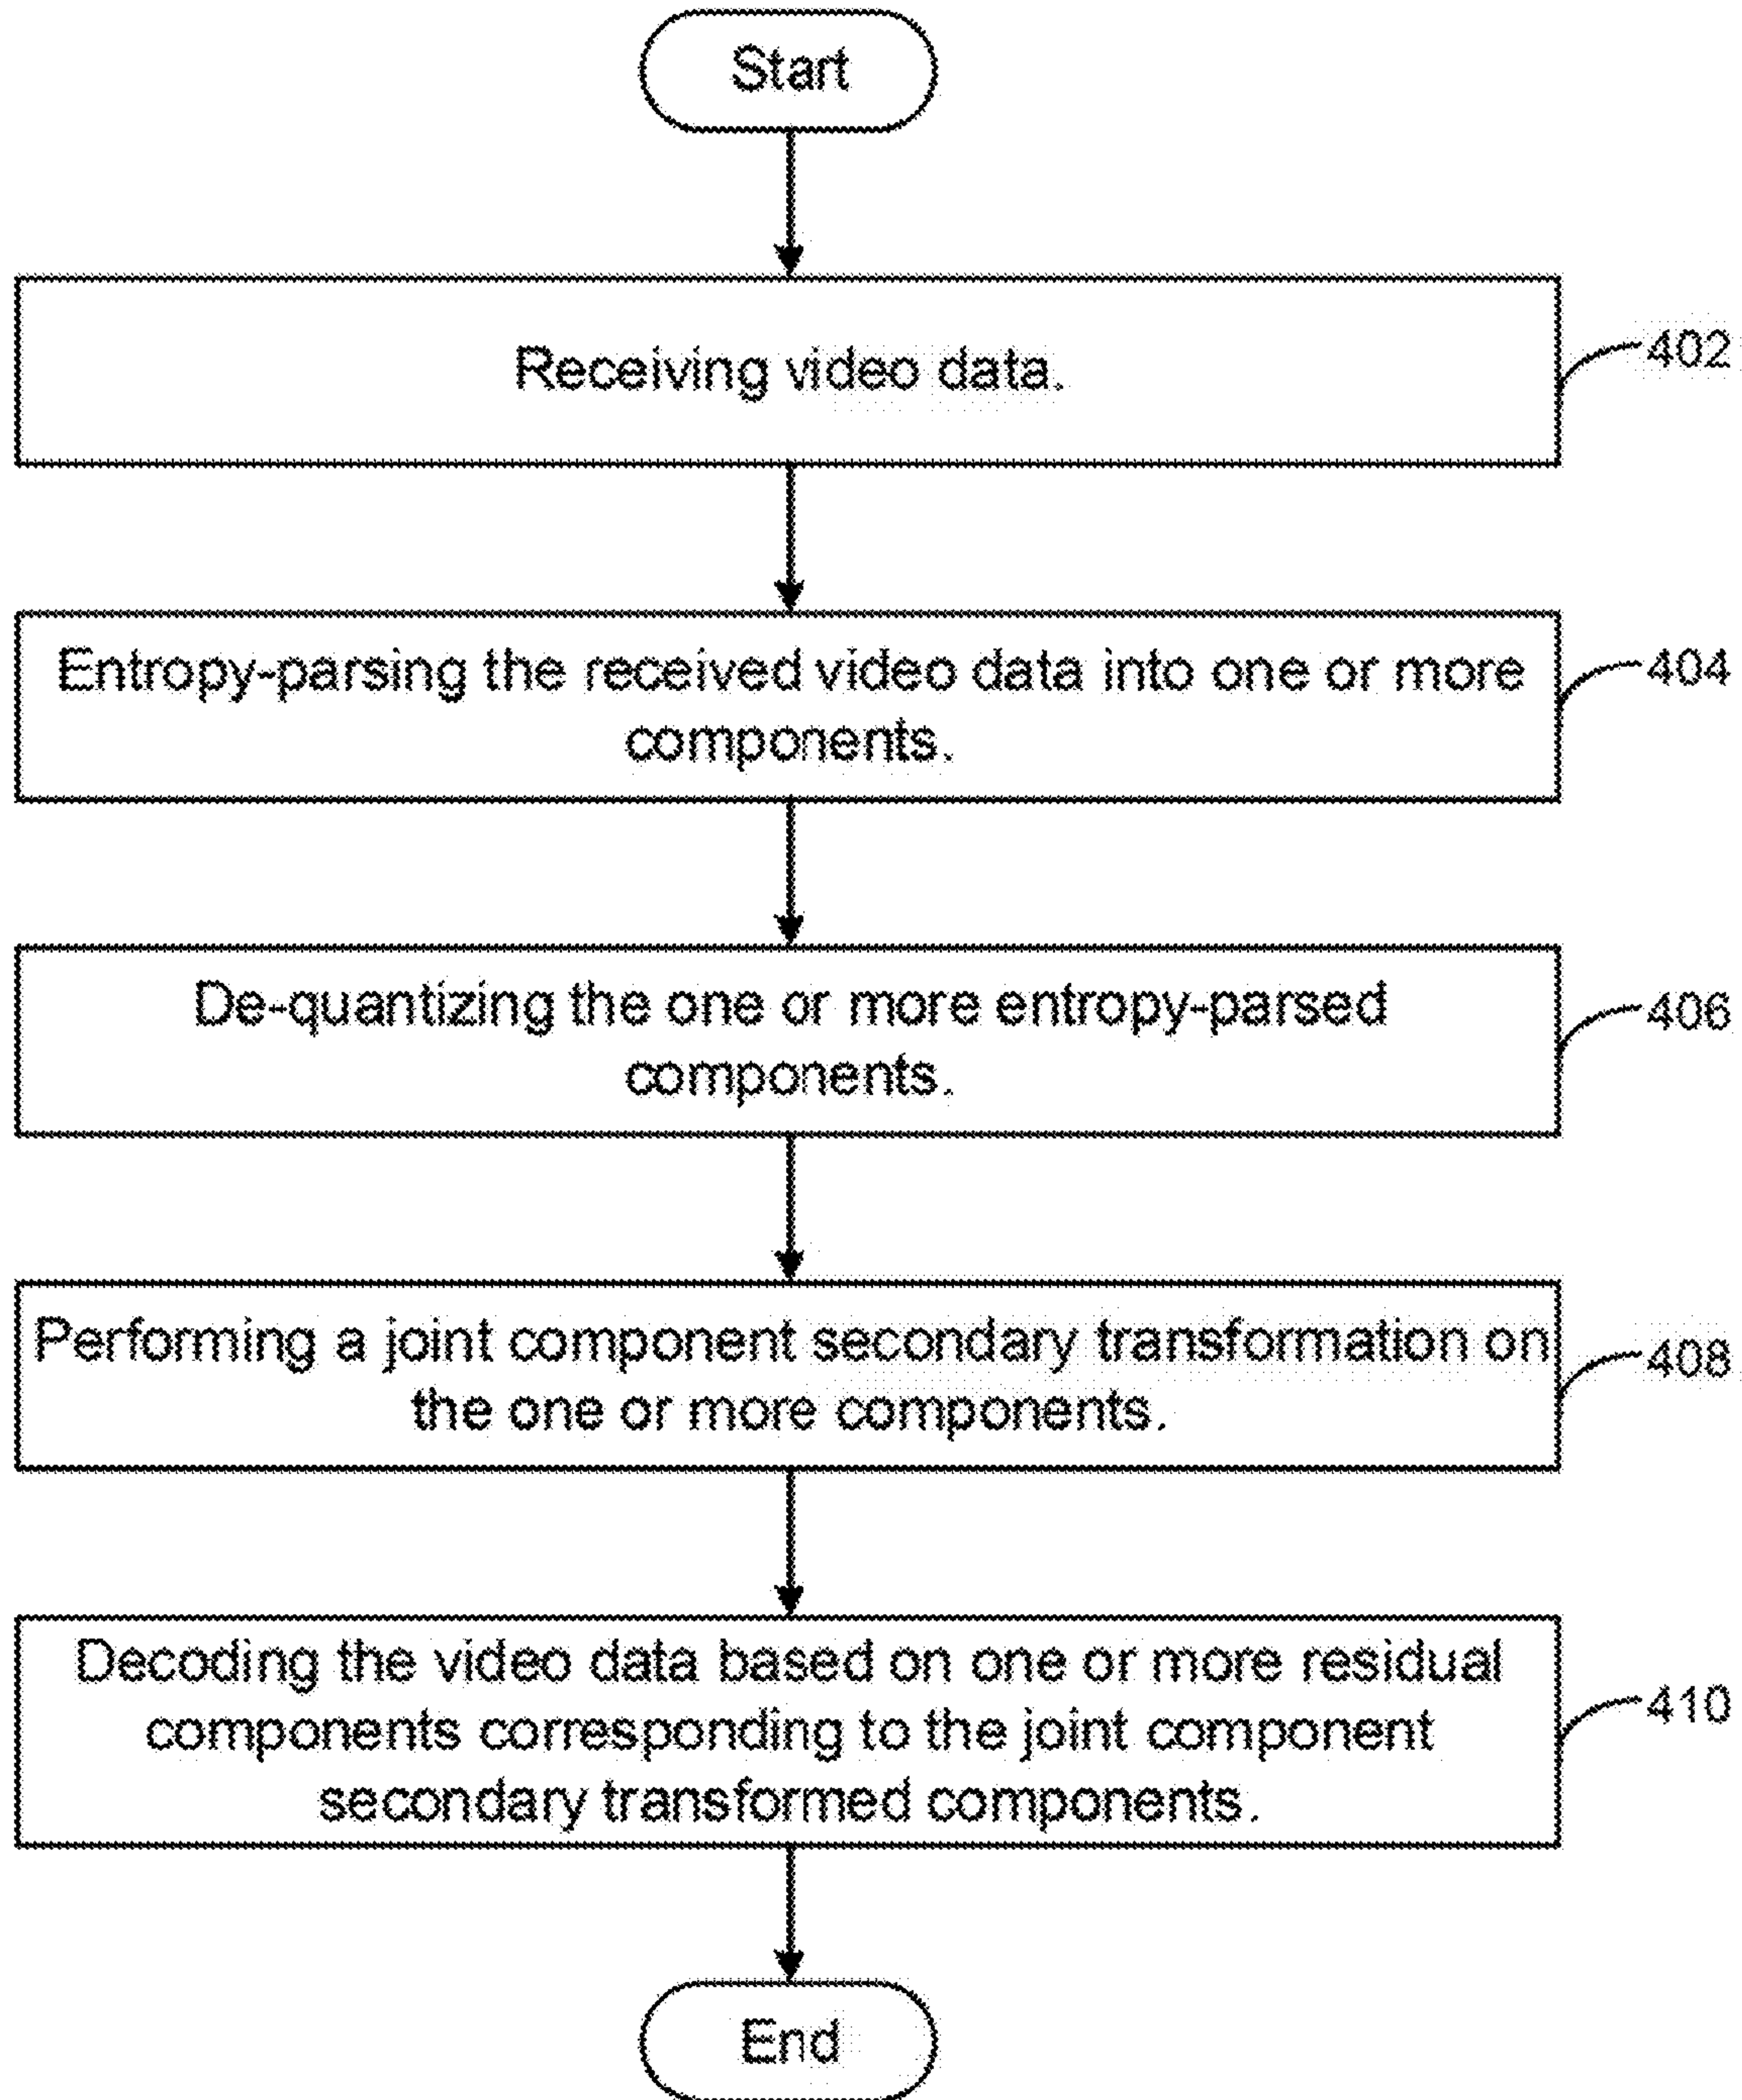 Start
Receiving video data.
402
Entropy-parsing the received video data into one or more
components.
404
De-quantizing the one or more entropy-parsed
components.
406
Performing a joint component secondary transformation on
the one or more components.
408
Decoding the video data based on one or more residual
components corresponding to the joint component
secondary transformed components.
410
End